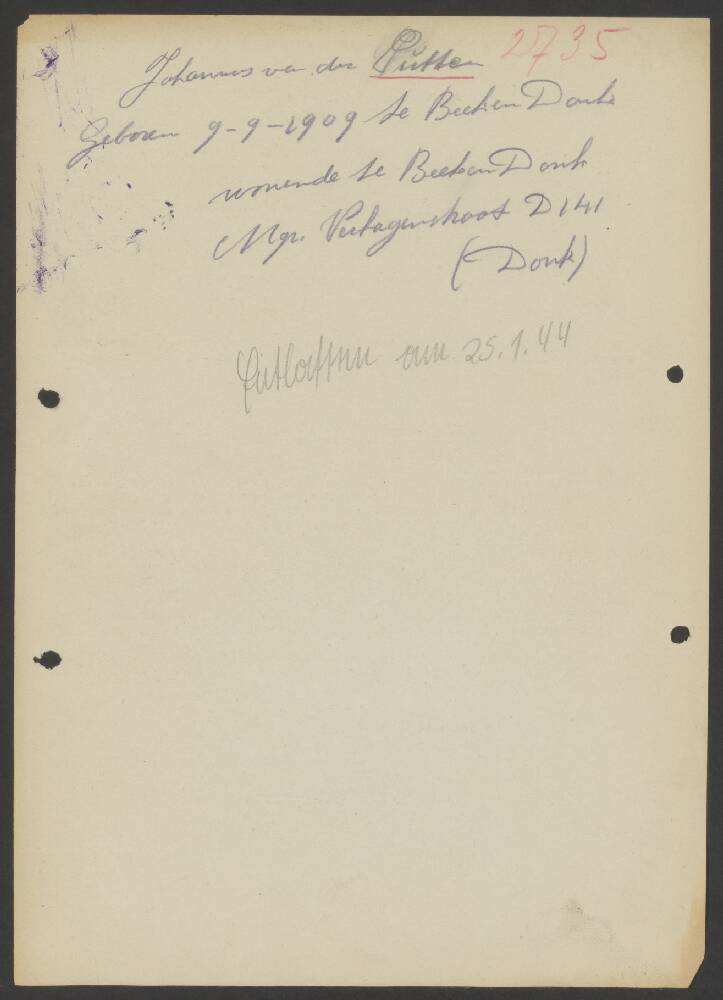 Johannes van der Putten 2735
Geboren 9-9-1909 te Beek en Donk
wonende te Beek en Donk
Mgr. Verhagenstraat D 141
(Donk)
Entlassen am 25.1.44